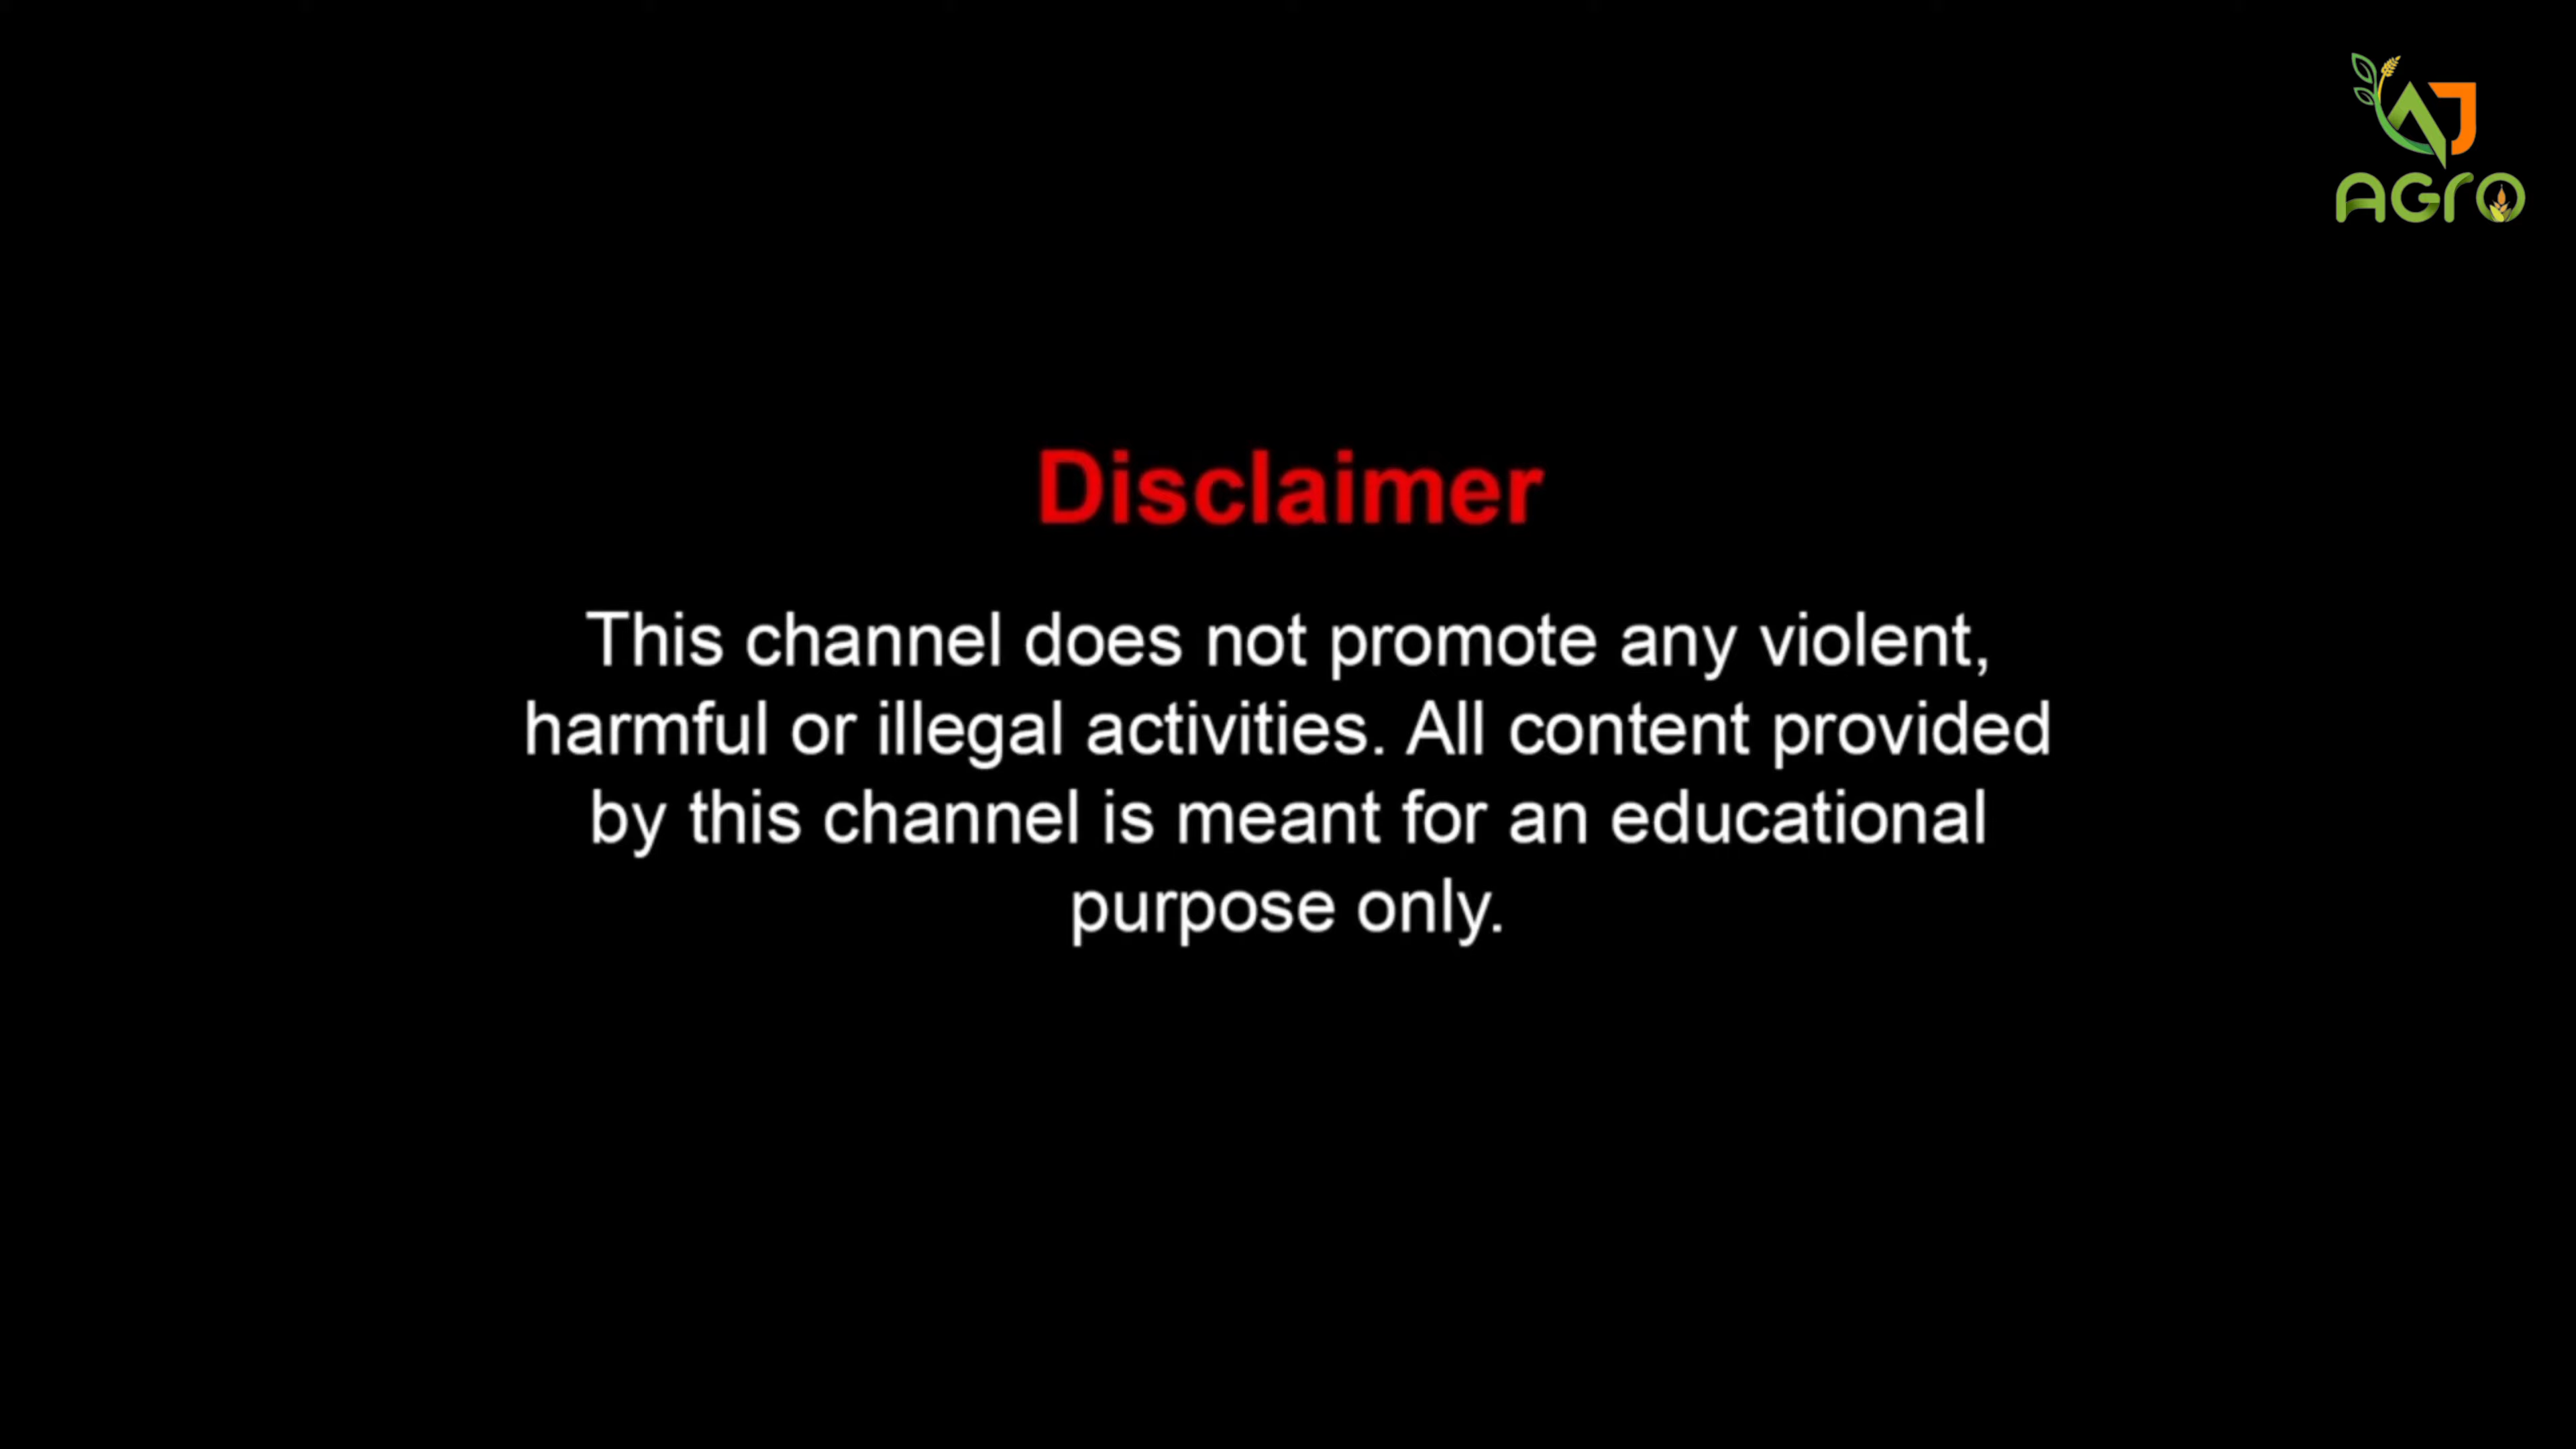 AJ
AGRO
Disclaimer
This channel does not promote any violent,
harmful or illegal activities. All content provided
by this channel is meant for an educational
purpose only.